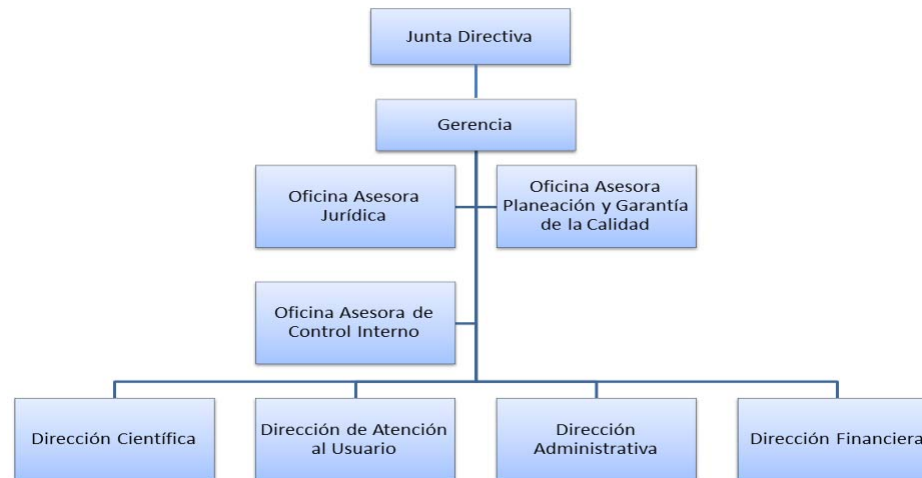 Junta Directiva
Gerencia
Oficina Asesora
Jurídica
Oficina Asesora
Planeación y Garantía
de la Calidad
Oficina Asesora de
Control Interno
Dirección Científica
Dirección de Atención
al Usuario
Dirección
Administrativa
Dirección Financiera